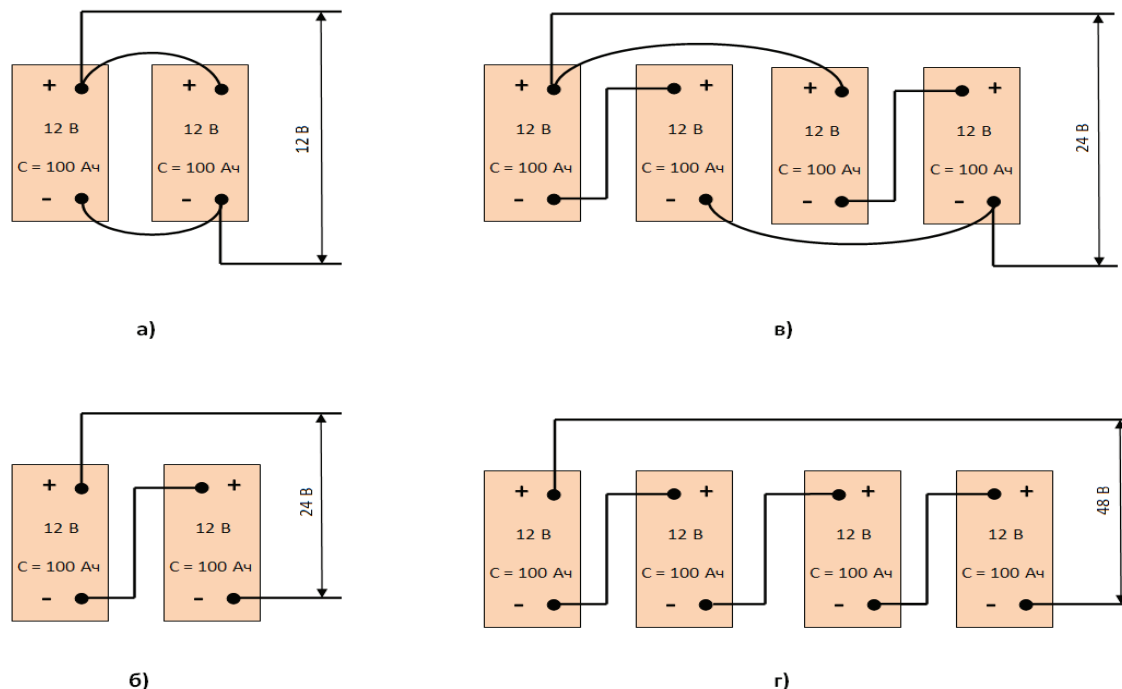 + +
12 В 12 В
С = 100 Ач С = 100 Ач
- -
12 В
а)
+ + + +
12 В 12 В 12 В 12 В
С = 100 Ач С = 100 Ач С = 100 Ач С = 100 Ач
- - - -
24 В
в)
+ +
12 В 12 В
С = 100 Ач С = 100 Ач
- -
24 В
б)
+ + + +
12 В 12 В 12 В 12 В
С = 100 Ач С = 100 Ач С = 100 Ач С = 100 Ач
- - - -
48 В
г)